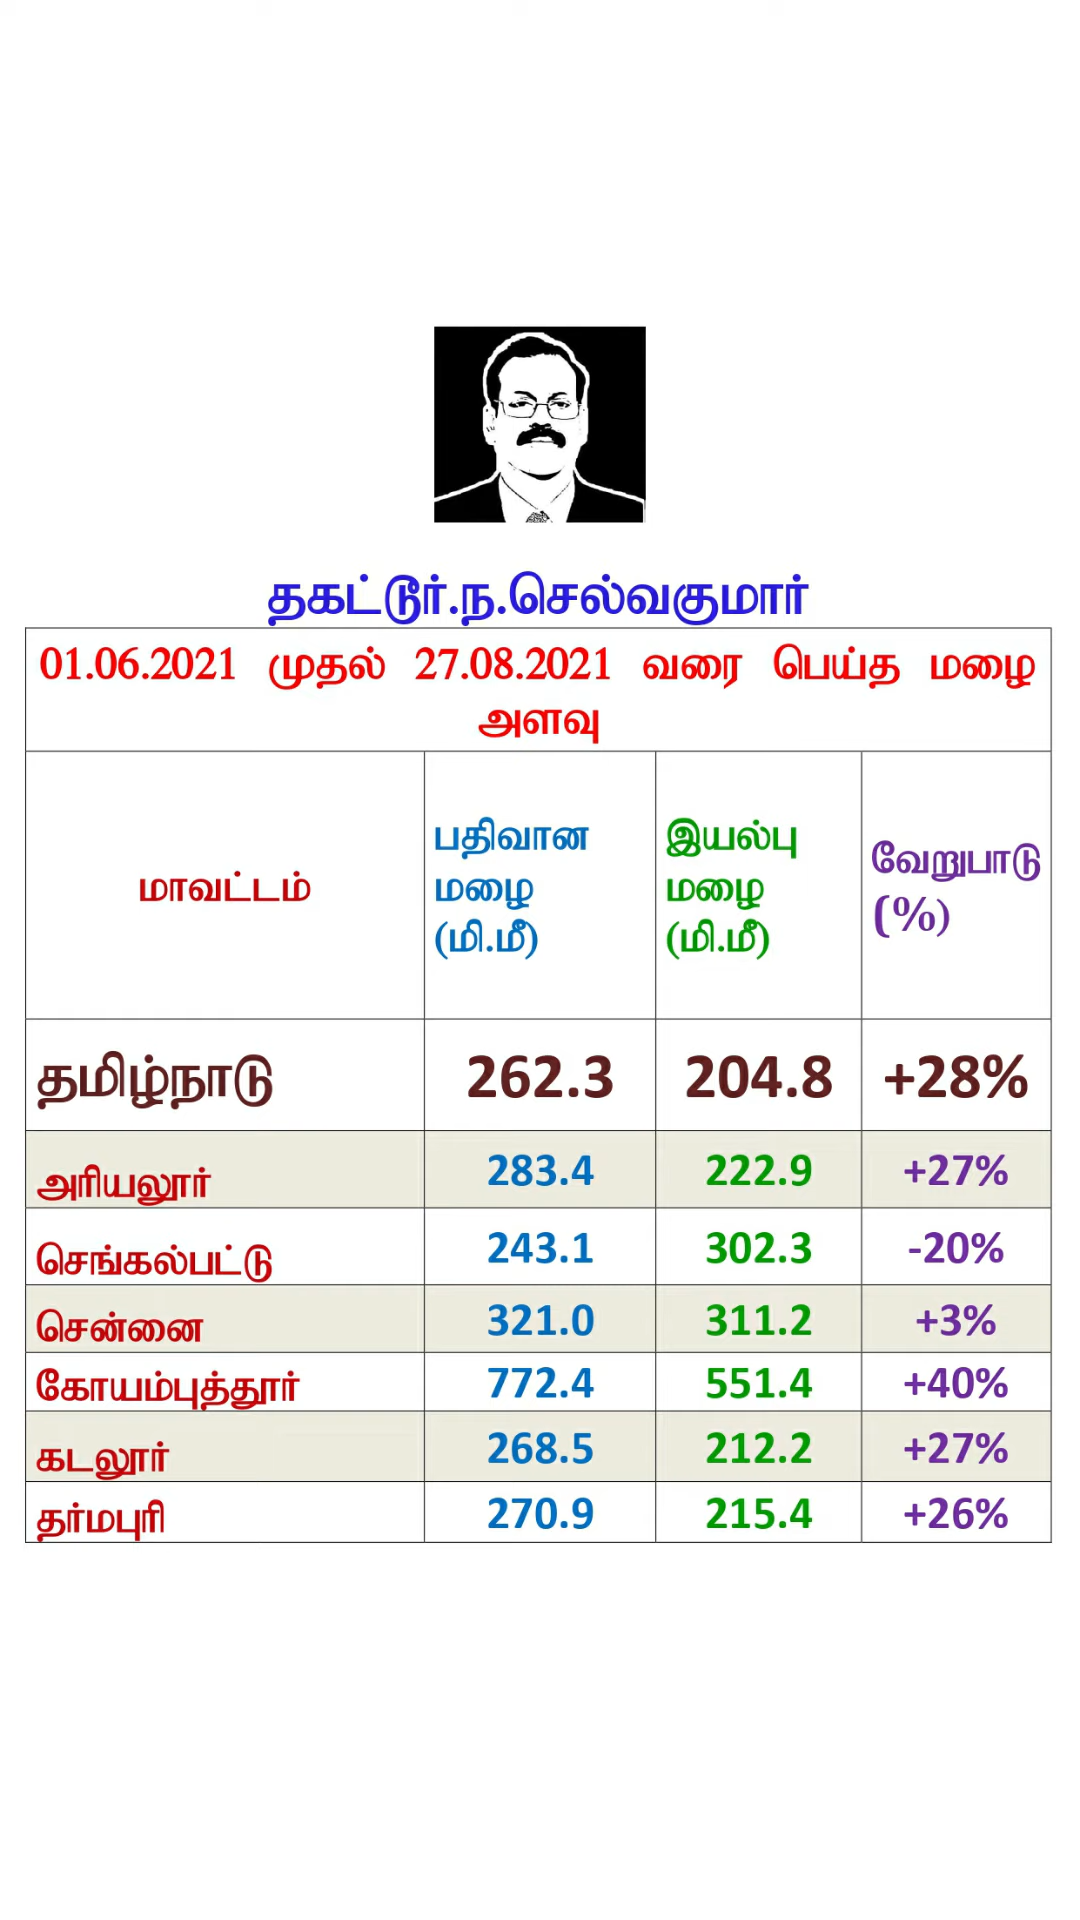 தகட்டூர்.ந.செல்வகுமார்
01.06.2021 முதல் 27.08.2021 வரை பெய்த மழை
அளவு
மாவட்டம்
பதிவான
மழை
(மி.மீ)
இயல்பு
மழை
(மி.மீ)
வேறுபாடு
(%)
தமிழ்நாடு 262.3 204.8 +28%
அரியலூர் 283.4 222.9 +27%
செங்கல்பட்டு 243.1 302.3 -20%
சென்னை 321.0 311.2 +3%
கோயம்புத்தூர் 772.4 551.4 +40%
கடலூர் 268.5 212.2 +27%
தர்மபுரி 270.9 215.4 +26%